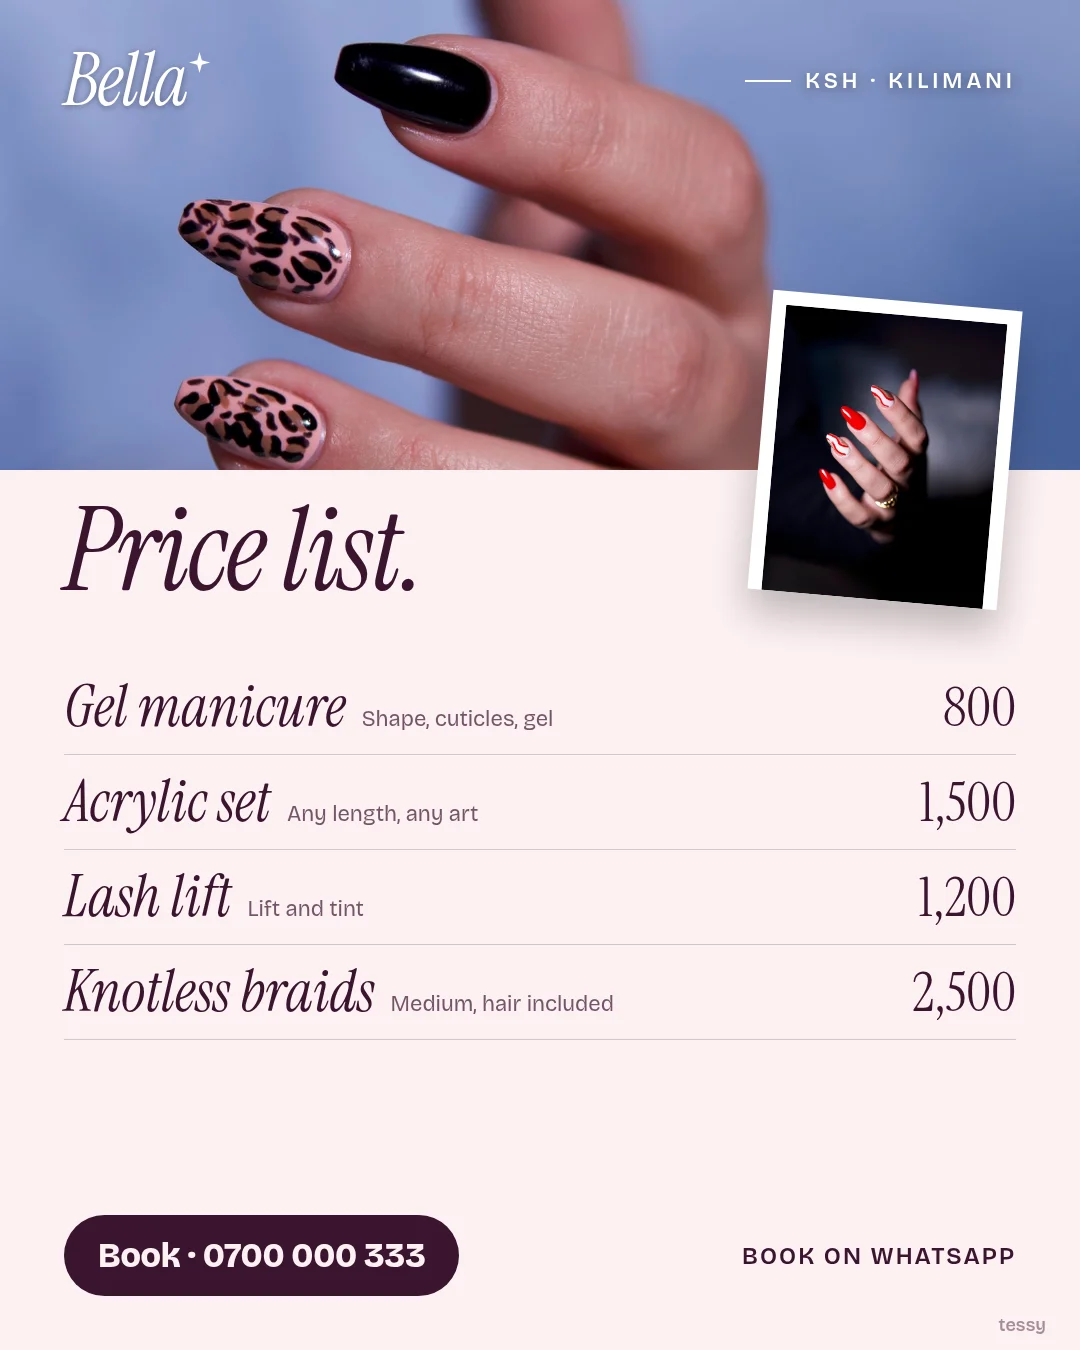 Bella
KSH · KILIMANI
Price list.
Gel manicure Shape, cuticles, gel 800
Acrylic set Any length, any art 1,500
Lash lift Lift and tint 1,200
Knotless braids Medium, hair included 2,500
Book · 0700 000 333
BOOK ON WHATSAPP
tessy